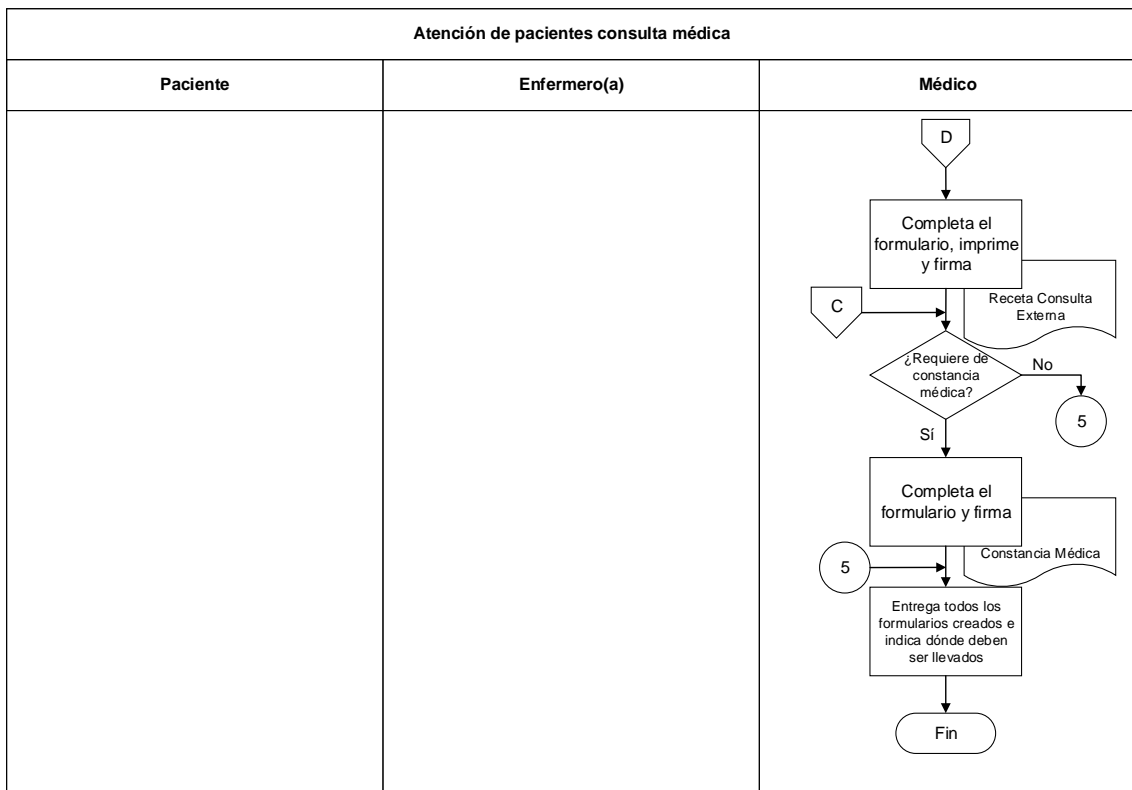 Atención de pacientes consulta médica
Paciente
Enfermero(a)
Médico
D
Completa el
formulario, imprime
y firma
Receta Consulta
Externa
C
¿Requiere de
constancia
médica?
No
5
Sí
Completa el
formulario y firma
Constancia Médica
5
Entrega todos los
formularios creados e
indica dónde deben
ser llevados
Fin